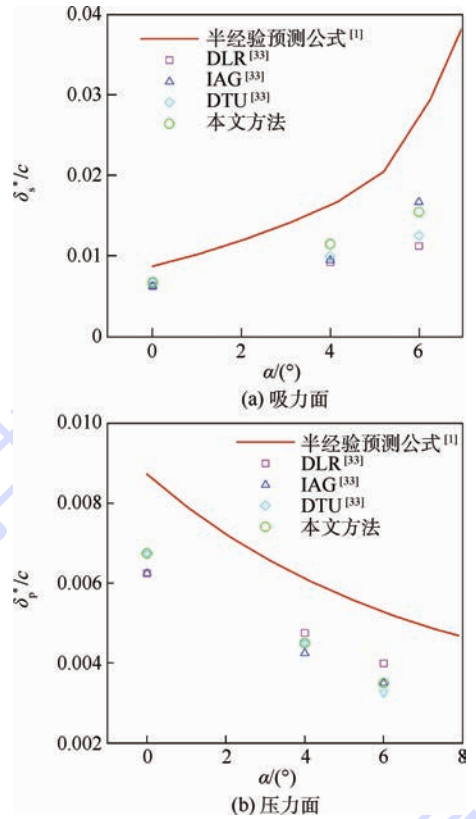 0.04
0.03
0.02
0.01
0
δs*/c
半经验预测公式[1]
DLR[33]
IAG[33]
DTU[33]
本文方法
0 2 4 6
α/(°)
(a) 吸力面
0.010
0.008
0.006
0.004
0.002
δp*/c
半经验预测公式[1]
DLR[33]
IAG[33]
DTU[33]
本文方法
0 2 4 6 8
α/(°)
(b) 压力面